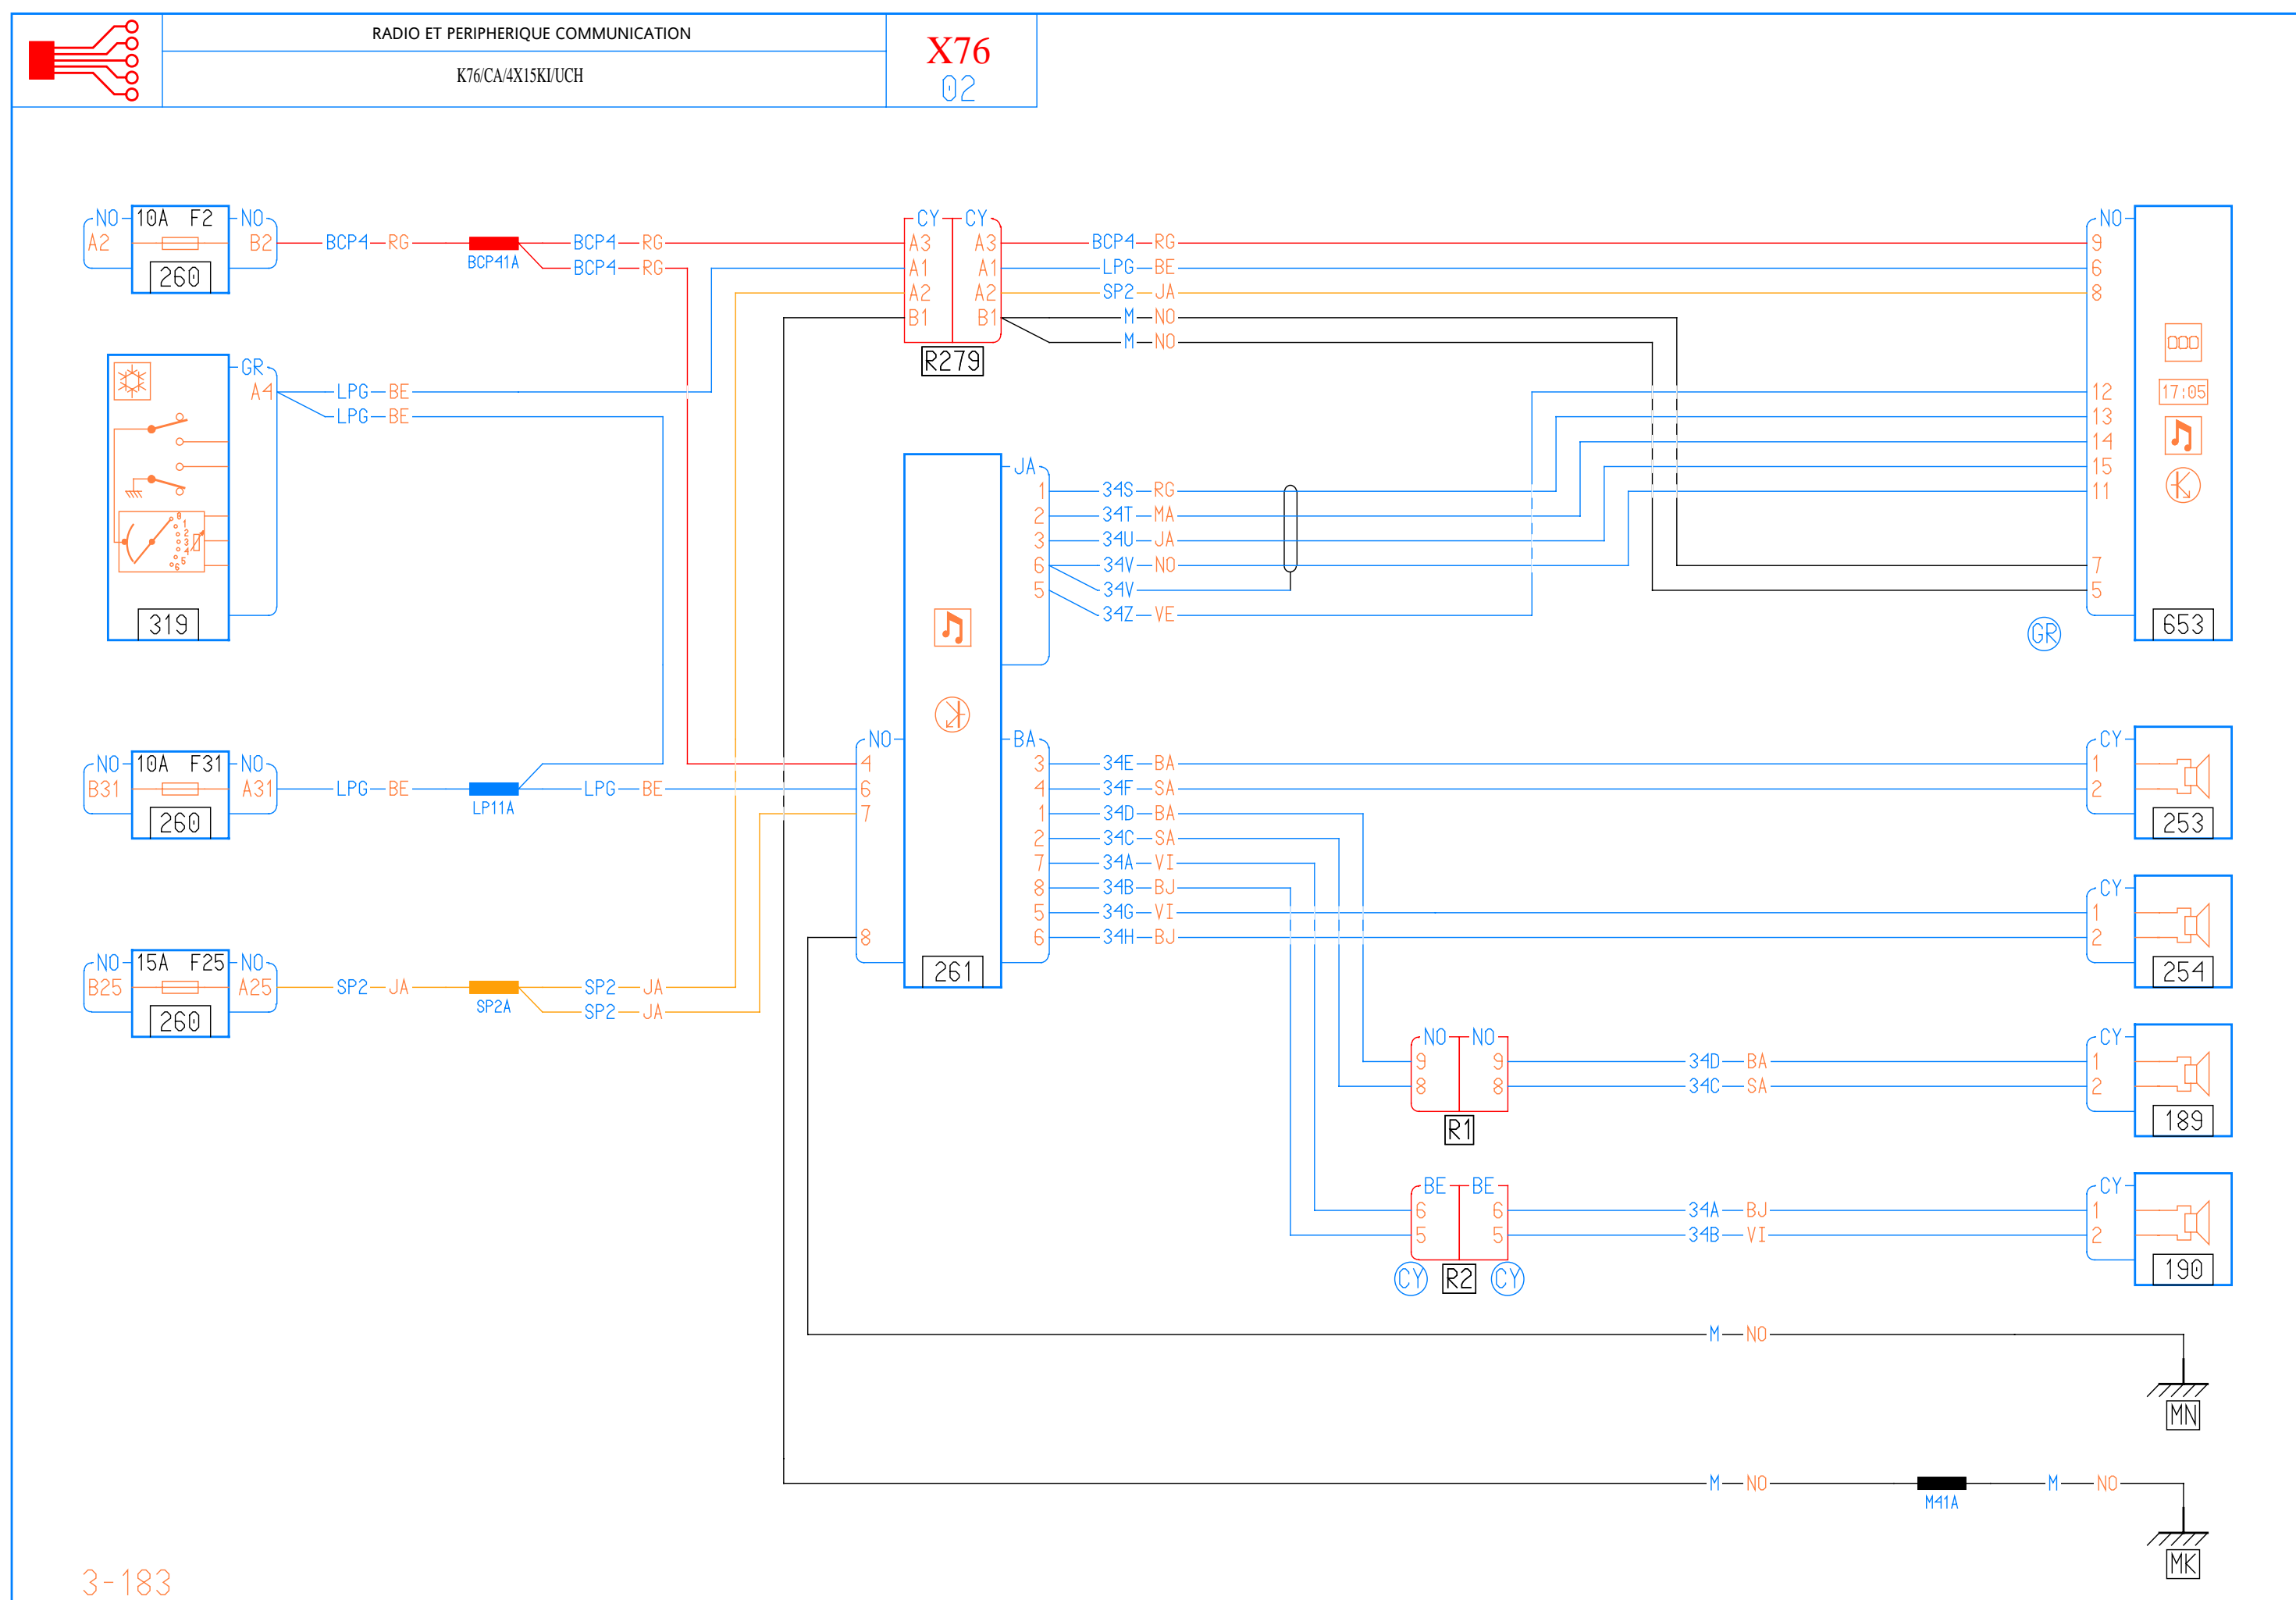 RADIO ET PERIPHERIQUE COMMUNICATION
K76/CA/4X15KI/UCH
X76
02
NO 10A F2 NO
A2 B2 BCP4 RG BCP4 RG
BCP41A BCP4 RG
260
CY CY
A3 A3 BCP4 RG
A1 A1 LPG BE
A2 A2 SP2 JA
B1 B1 M NO
M NO
R279
NO
9
6
8
12
13
14
15
11
7
5
17:05
653
GR
GR
A4 LPG BE
LPG BE
0
1
2
3
4
5
6
319
JA
1 34S RG
2 34T MA
3 34U JA
6 34V NO
5 34V
34Z VE
NO 10A F31 NO
B31 A31 LPG BE LPG BE
LP11A
260
NO 15A F25 NO
B25 A25 SP2 JA SP2 JA
SP2A SP2 JA
260
NO
4
6
7
8
261
BA
3 34E BA
4 34F SA
1 34D BA
2 34C SA
7 34A VI
8 34B BJ
5 34G VI
6 34H BJ
CY
1
2
253
CY
1
2
254
NO NO CY
9 9 34D BA 1
8 8 34C SA 2
R1 189
BE BE CY
6 6 34A BJ 1
5 5 34B VI 2
CY R2 CY 190
M NO
MN
M NO M NO
M41A
MK
3-183